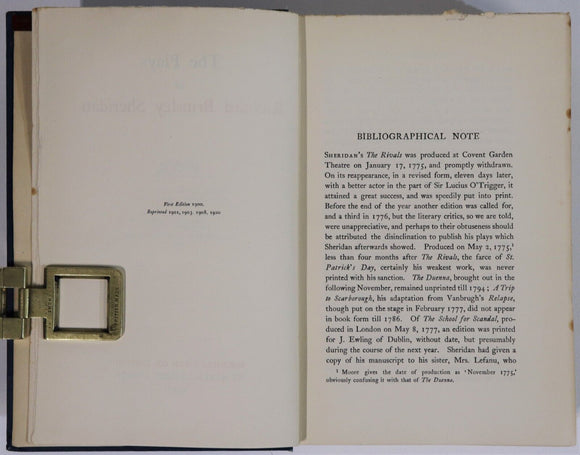 First Edition 1900.
Reprinted 1901, 1903, 1908, 1920
BIBLIOGRAPHICAL NOTE
SHERIDAN'S The Rivals was produced at Covent Garden
Theatre on January 17, 1775, and promptly withdrawn.
On its reappearance, in a revised form, eleven days later,
with a better actor in the part of Sir Lucius O'Trigger, it
attained a great success, and was speedily put into print.
Before the end of the year another edition was called for,
and a third in 1776, but the literary critics, so we are told,
were unappreciative, and perhaps to their obtuseness should
be attributed the disinclination to publish his plays which
Sheridan afterwards showed. Produced on May 2, 1775,¹
less than four months after The Rivals, the farce of St.
Patrick's Day, certainly his weakest work, was never
printed with his sanction. The Duenna, brought out in the
following November, remained unprinted till 1794; A Trip
to Scarborough, his adaptation from Vanbrugh's Relapse,
though put on the stage in February 1777, did not appear
in book form till 1786. Of The School for Scandal, pro-
duced in London on May 8, 1777, an edition was printed
for J. Ewling of Dublin, without date, but presumably
during the course of the next year. Sheridan had given a
copy of his manuscript to his sister, Mrs. Lefanu, who
¹ Moore gives the date of production as 'November 1775,'
obviously confusing it with that of The Duenna.